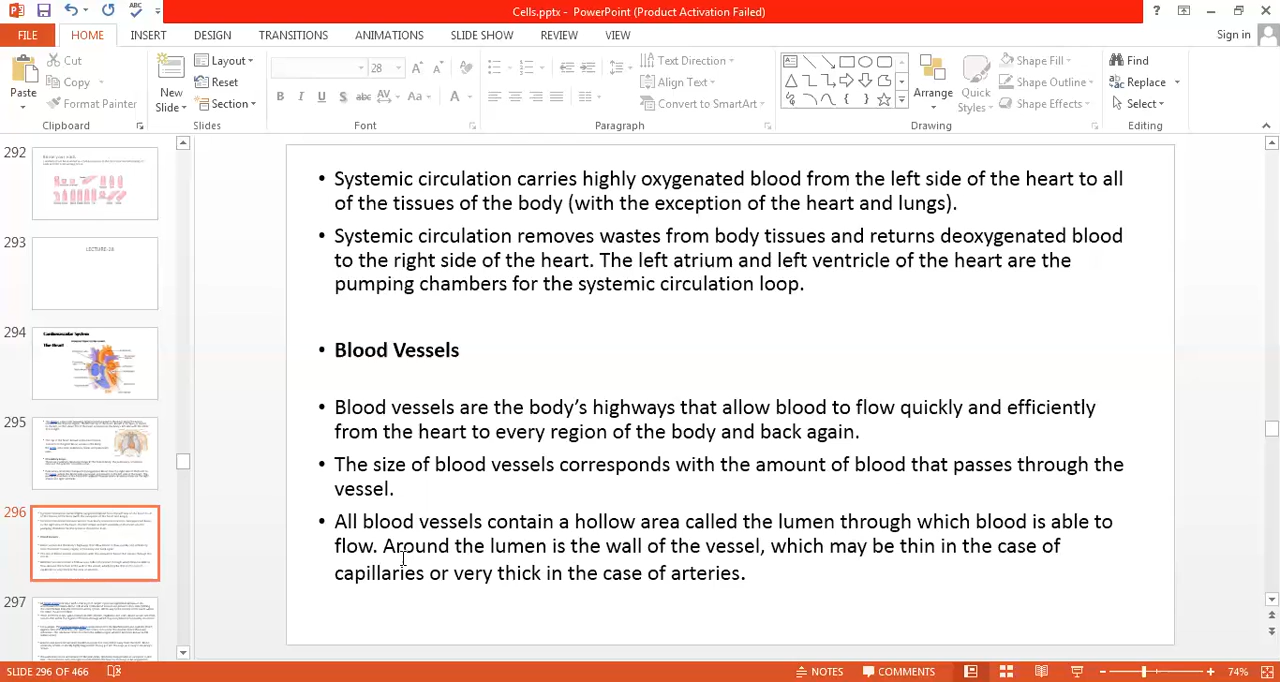 Cells.pptx - PowerPoint (Product Activation Failed)
FILE HOME INSERT DESIGN TRANSITIONS ANIMATIONS SLIDE SHOW REVIEW VIEW Sign in
Paste Cut Copy Format Painter
New Slide Layout Reset Section
28
Text Direction Align Text Convert to SmartArt
Arrange Quick Styles Shape Fill Shape Outline Shape Effects
Find Replace Select
Clipboard Slides Font Paragraph Drawing Editing
292
293
LECTURE 28
294
Cardiovascular System
The Heart
295
296
297
• Systemic circulation carries highly oxygenated blood from the left side of the heart to all
of the tissues of the body (with the exception of the heart and lungs).
• Systemic circulation removes wastes from body tissues and returns deoxygenated blood
to the right side of the heart. The left atrium and left ventricle of the heart are the
pumping chambers for the systemic circulation loop.
• Blood Vessels
• Blood vessels are the body’s highways that allow blood to flow quickly and efficiently
from the heart to every region of the body and back again.
• The size of blood vessels corresponds with the amount of blood that passes through the
vessel.
• All blood vessels contain a hollow area called the lumen through which blood is able to
flow. Around the lumen is the wall of the vessel, which may be thin in the case of
capillaries or very thick in the case of arteries.
SLIDE 296 OF 466 NOTES COMMENTS 74%